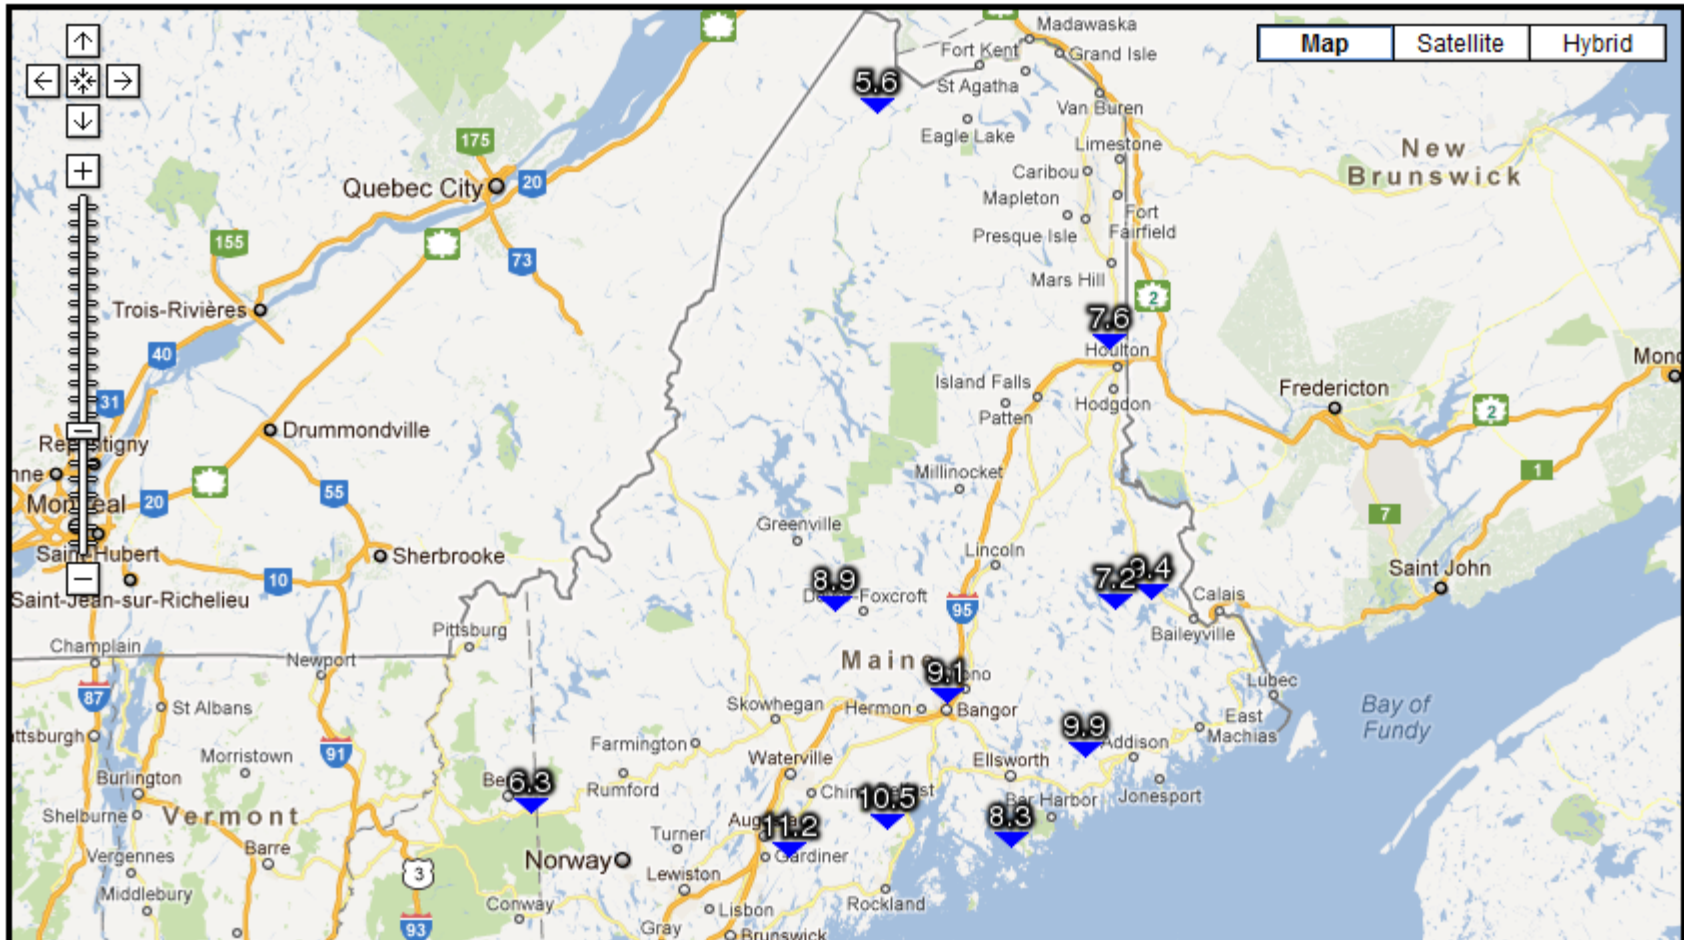 Madawaska
Fort Kent
Grand Isle
Map
Satellite
Hybrid
5.6
St Agatha
Van Buren
Eagle Lake
175
Limestone
New
Brunswick
Quebec City
20
Caribou
Mapleton
Fort
Fairfield
Presque Isle
155
73
Mars Hill
2
Trois-Rivières
7.6
Houlton
40
Island Falls
Patten
Hodgdon
Fredericton
2
31
Drummondville
Millinocket
1
20
55
Montreal
7
Greenville
Saint-Hubert
Sherbrooke
Lincoln
Saint John
10
8.9
7.2
9.4
95
Calais
Saint-Jean-sur-Richelieu
Baileyville
Pittsburg
Champlain
Newport
Maine
9.1
Lubec
87
St Albans
Skowhegan
Hermon
Bangor
Bay of
Fundy
East
Machias
9.9
Addison
91
Morristown
Farmington
Waterville
Ellsworth
Burlington
6.3
Rumford
10.5
Bar Harbor
Jonesport
Shelburne
Vermont
11.2
8.3
Turner
Gardiner
Vergennes
Barre
Norway
3
Lewiston
Middlebury
Conway
Lisbon
Rockland
93
Gray
Brunswick